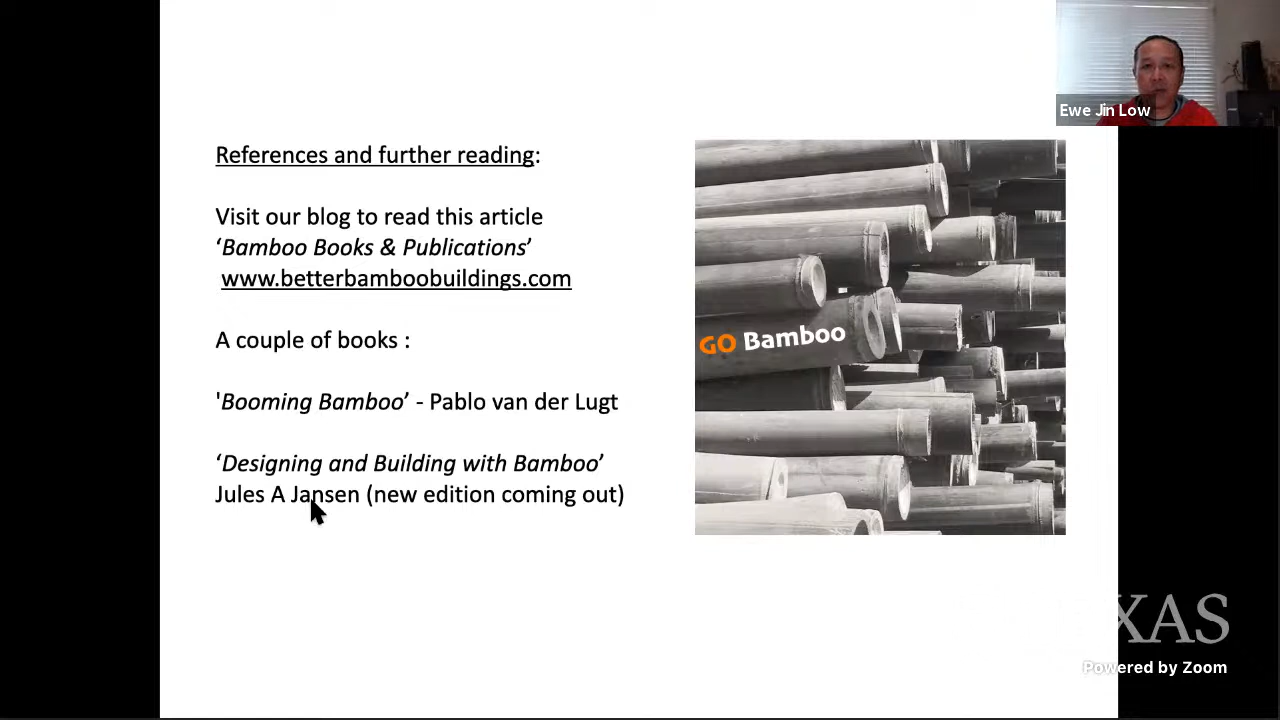 Ewe Jin Low
References and further reading:
Visit our blog to read this article
‘Bamboo Books & Publications’
www.betterbamboobuildings.com
A couple of books :
'Booming Bamboo’ - Pablo van der Lugt
‘Designing and Building with Bamboo’
Jules A Jansen (new edition coming out)
GO Bamboo
XAS
Powered by Zoom